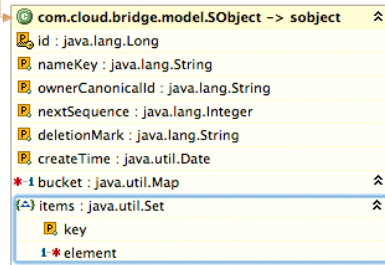 com.cloud.bridge.model.SObject -> sobject
id : java.lang.Long
nameKey : java.lang.String
ownerCanonicalId : java.lang.String
nextSequence : java.lang.Integer
deletionMark : java.lang.String
createTime : java.util.Date
*-1 bucket : java.util.Map
items : java.util.Set
key
1-* element